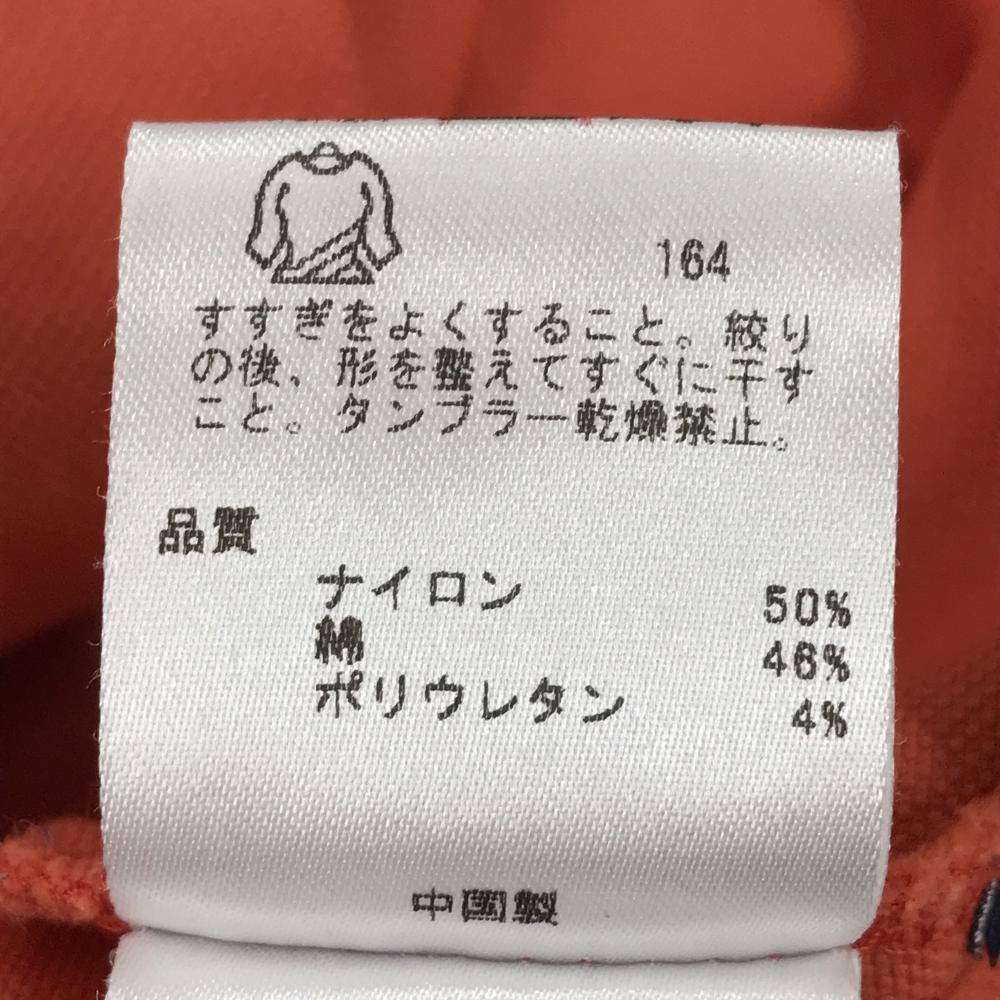 164
すすぎをよくすること。絞り
の後、形を整えてすぐに干す
こと。タンブラー乾燥禁止。
品質
ナイロン 50%
綿 46%
ポリウレタン 4%
中国製